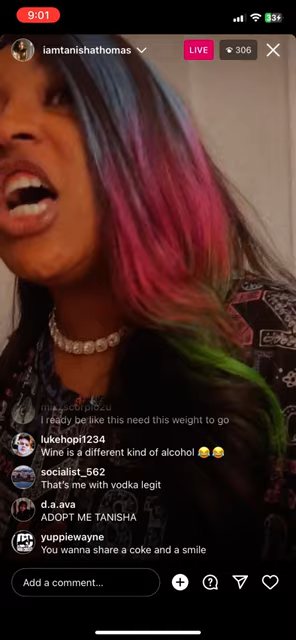 9:01
33
iamtanishathomas
LIVE
306
I ready be like this need this weight to go
lukehopi1234
Wine is a different kind of alcohol 😂😂
socialist_562
That's me with vodka legit
d.a.ava
ADOPT ME TANISHA
yuppiewayne
You wanna share a coke and a smile
Add a comment...